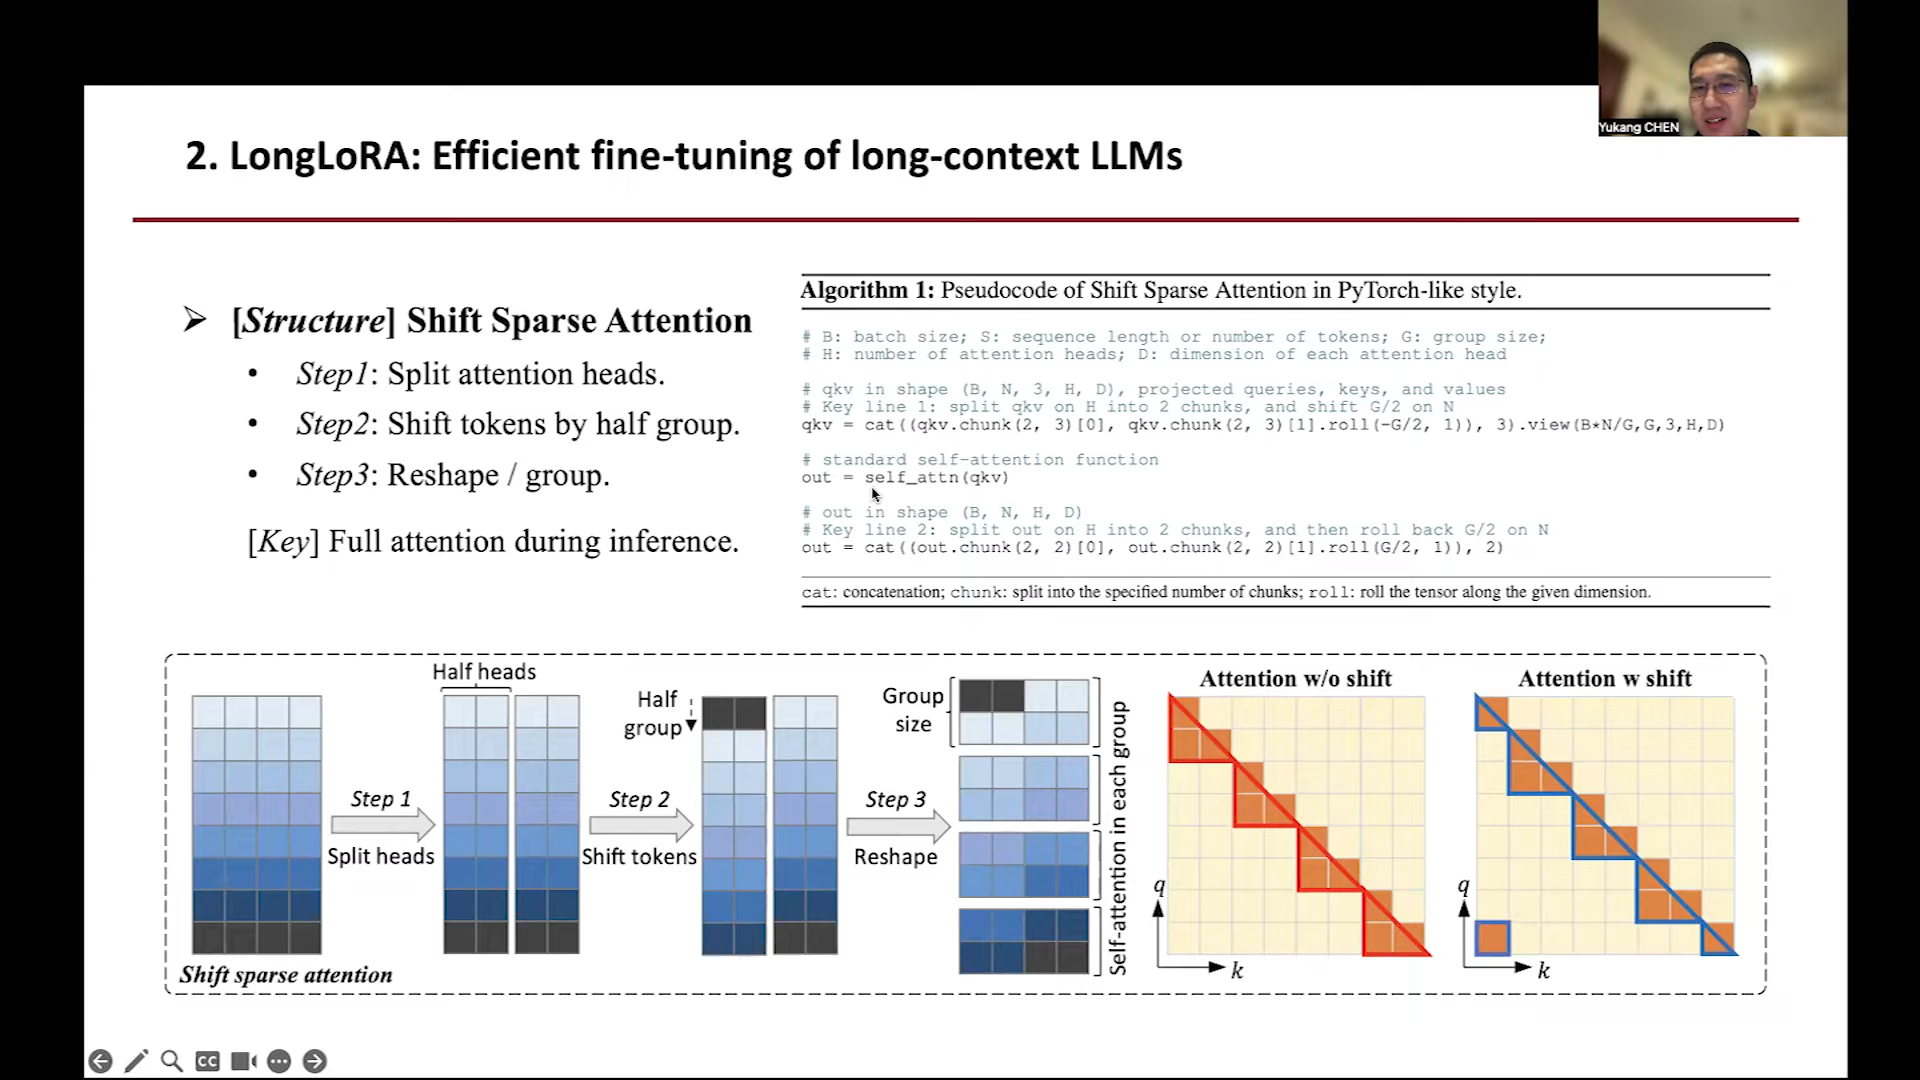 Yukang CHEN
2. LongLoRA: Efficient fine-tuning of long-context LLMs
➢ [Structure] Shift Sparse Attention
• Step1: Split attention heads.
• Step2: Shift tokens by half group.
• Step3: Reshape / group.
[Key] Full attention during inference.
Algorithm 1: Pseudocode of Shift Sparse Attention in PyTorch-like style.
# B: batch size; S: sequence length or number of tokens; G: group size;
# H: number of attention heads; D: dimension of each attention head
# qkv in shape (B, N, 3, H, D), projected queries, keys, and values
# Key line 1: split qkv on H into 2 chunks, and shift G/2 on N
qkv = cat((qkv.chunk(2, 3)[0], qkv.chunk(2, 3)[1].roll(-G/2, 1)), 3).view(B*N/G,G,3,H,D)
# standard self-attention function
out = self_attn(qkv)
# out in shape (B, N, H, D)
# Key line 2: split out on H into 2 chunks, and then roll back G/2 on N
out = cat((out.chunk(2, 2)[0], out.chunk(2, 2)[1].roll(G/2, 1)), 2)
cat: concatenation; chunk: split into the specified number of chunks; roll: roll the tensor along the given dimension.
Half heads
Step 1
Split heads
Half
group
Step 2
Shift tokens
Step 3
Reshape
Group
size
Self-attention in each group
Attention w/o shift
q
k
Attention w shift
q
k
Shift sparse attention
CC